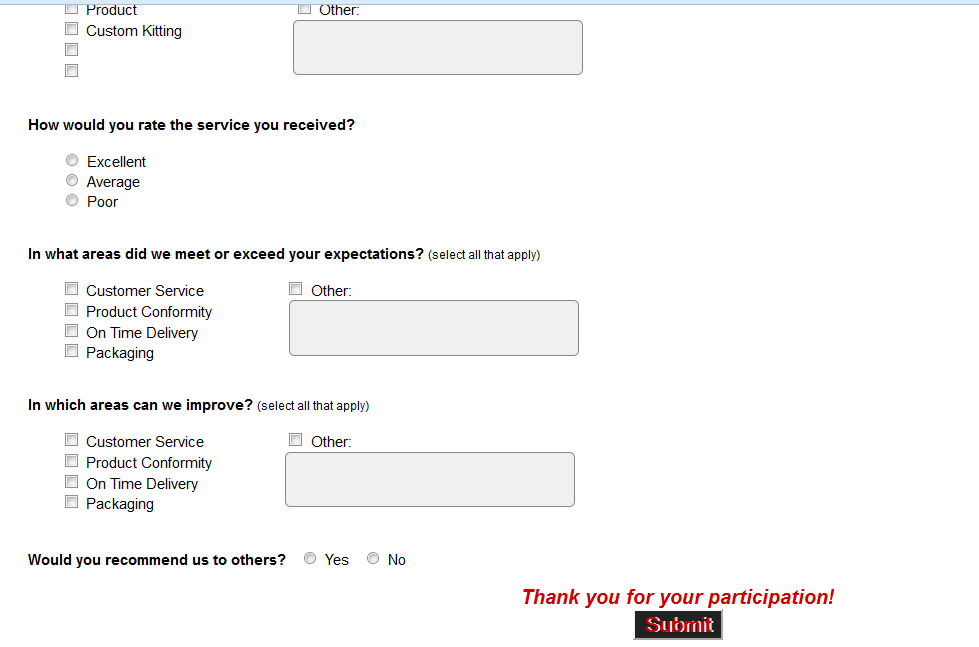 Product
Other:
Custom Kitting
How would you rate the service you received?
Excellent
Average
Poor
In what areas did we meet or exceed your expectations? (select all that apply)
Customer Service
Other:
Product Conformity
On Time Delivery
Packaging
In which areas can we improve? (select all that apply)
Customer Service
Other:
Product Conformity
On Time Delivery
Packaging
Would you recommend us to others? Yes No
Thank you for your participation!
Submit